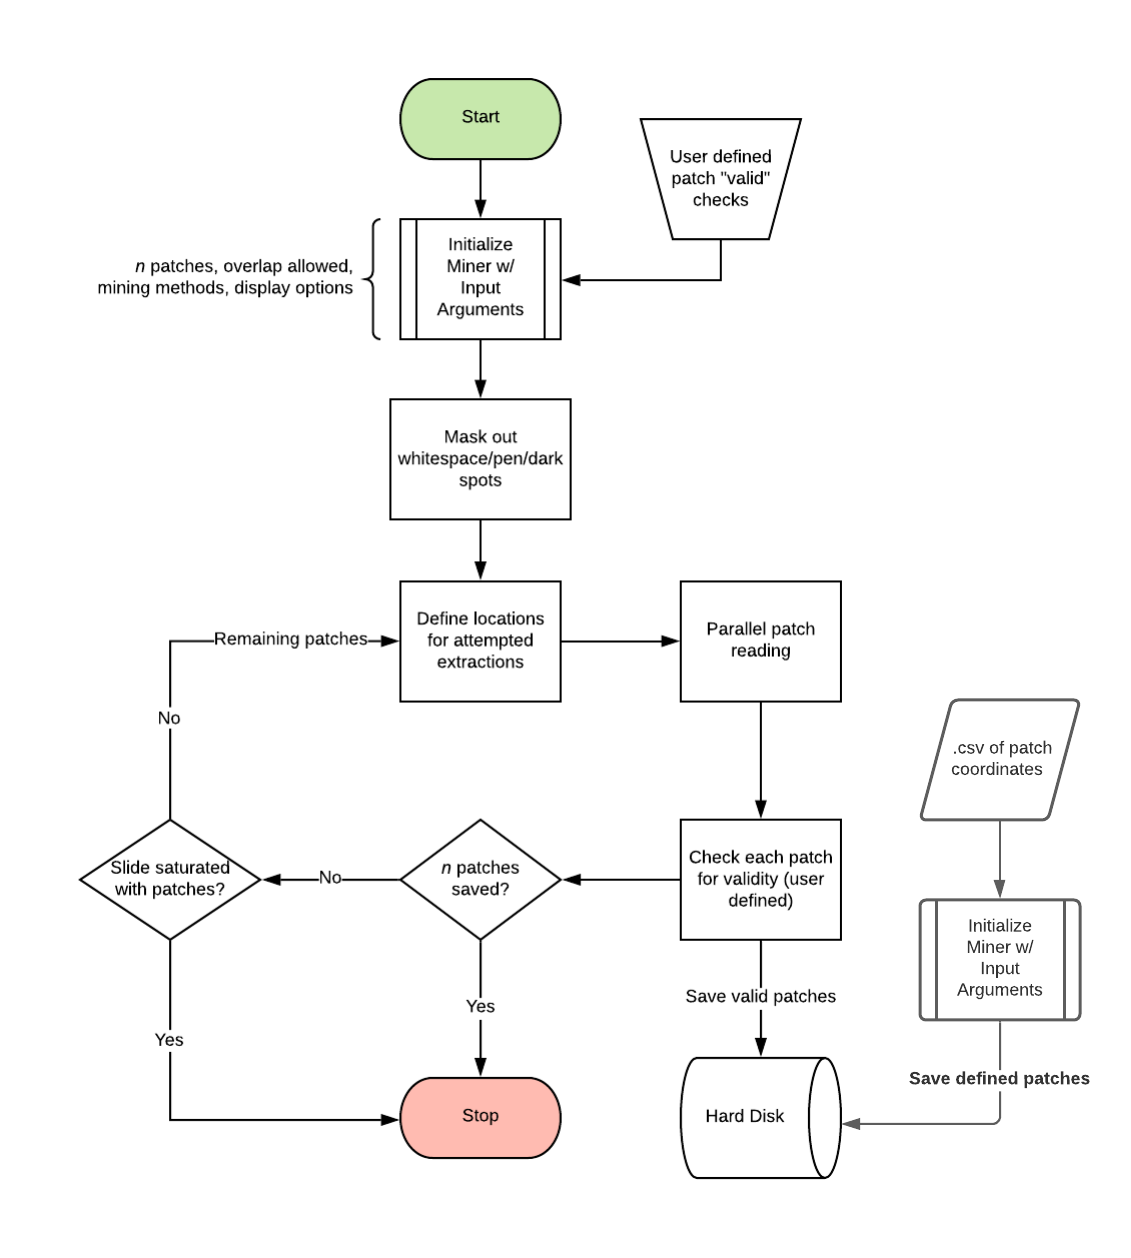 Start
User defined
patch "valid"
checks
n patches, overlap allowed,
mining methods, display options
Initialize
Miner w/
Input
Arguments
Mask out
whitespace/pen/dark
spots
Remaining patches
Define locations
for attempted
extractions
Parallel patch
reading
No
.csv of patch
coordinates
Slide saturated
with patches?
No
n patches
saved?
Check each patch
for validity (user
defined)
Initialize
Miner w/
Input
Arguments
Yes
Yes
Save valid patches
Save defined patches
Stop
Hard Disk